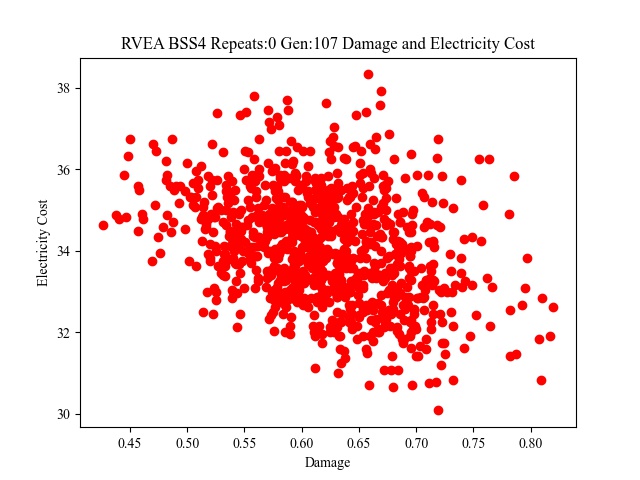 RVEA BSS4 Repeats:0 Gen:107 Damage and Electricity Cost
Electricity Cost
38
36
34
32
30
0.45 0.50 0.55 0.60 0.65 0.70 0.75 0.80
Damage